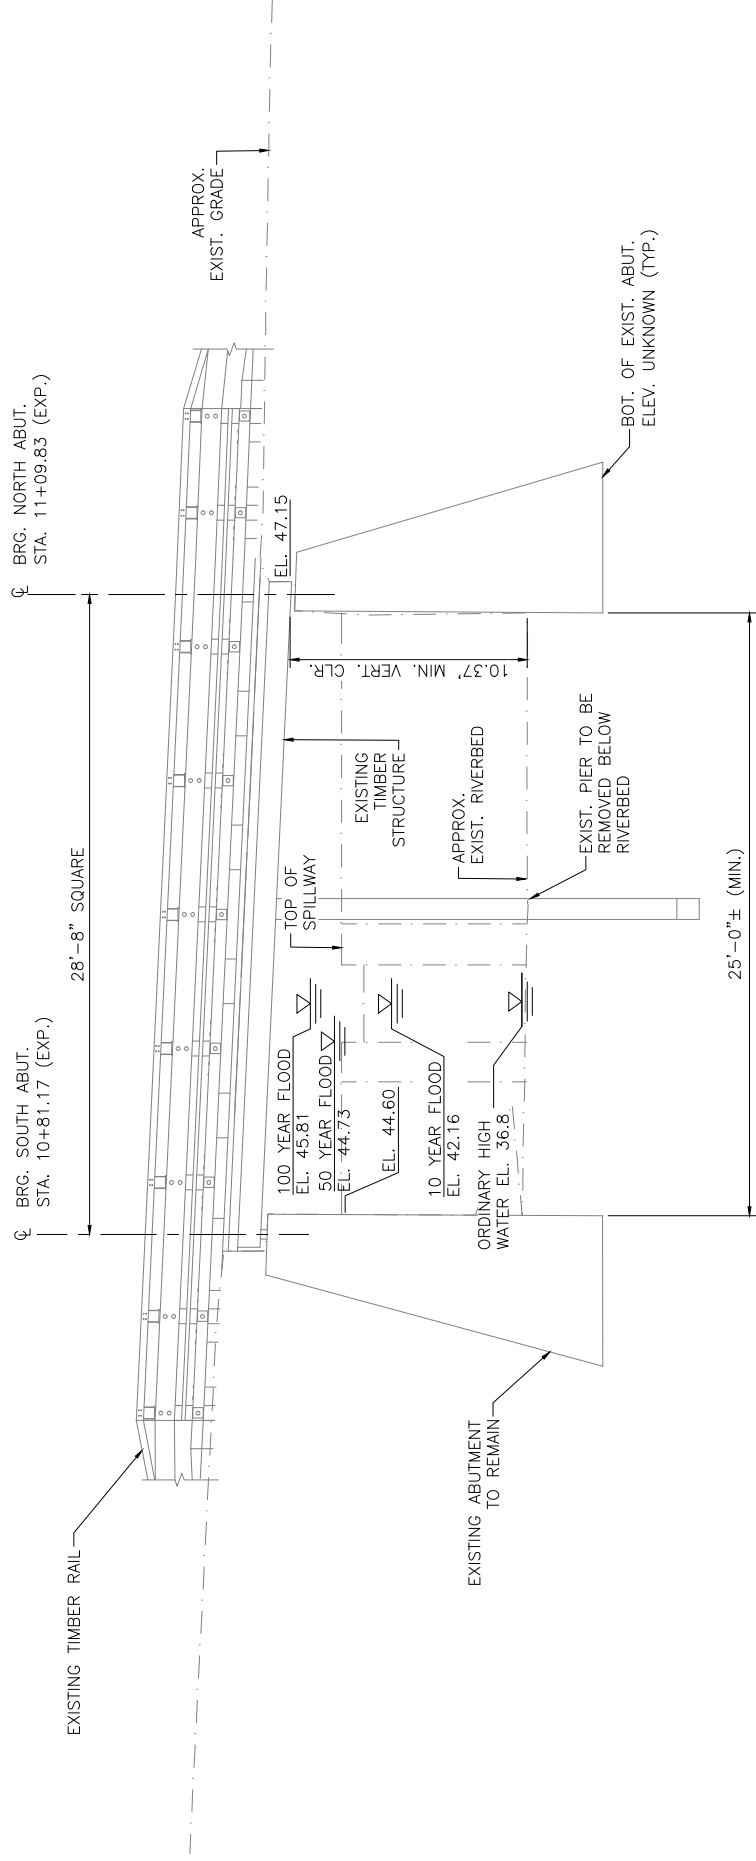 EXISTING TIMBER RAIL
℄ BRG. SOUTH ABUT.
STA. 10+81.17 (EXP.)
28'-8" SQUARE
℄ BRG. NORTH ABUT.
STA. 11+09.83 (EXP.)
APPROX.
EXIST. GRADE
EL. 47.15
100 YEAR FLOOD
EL. 45.81
50 YEAR FLOOD
EL. 44.73
EL. 44.60
10 YEAR FLOOD
EL. 42.16
ORDINARY HIGH
WATER EL. 36.8
TOP OF
SPILLWAY
EXISTING
TIMBER
STRUCTURE
10.37' MIN. VERT. CLR.
APPROX.
EXIST. RIVERBED
EXIST. PIER TO BE
REMOVED BELOW
RIVERBED
EXISTING ABUTMENT
TO REMAIN
BOT. OF EXIST. ABUT.
ELEV. UNKNOWN (TYP.)
25'-0"± (MIN.)